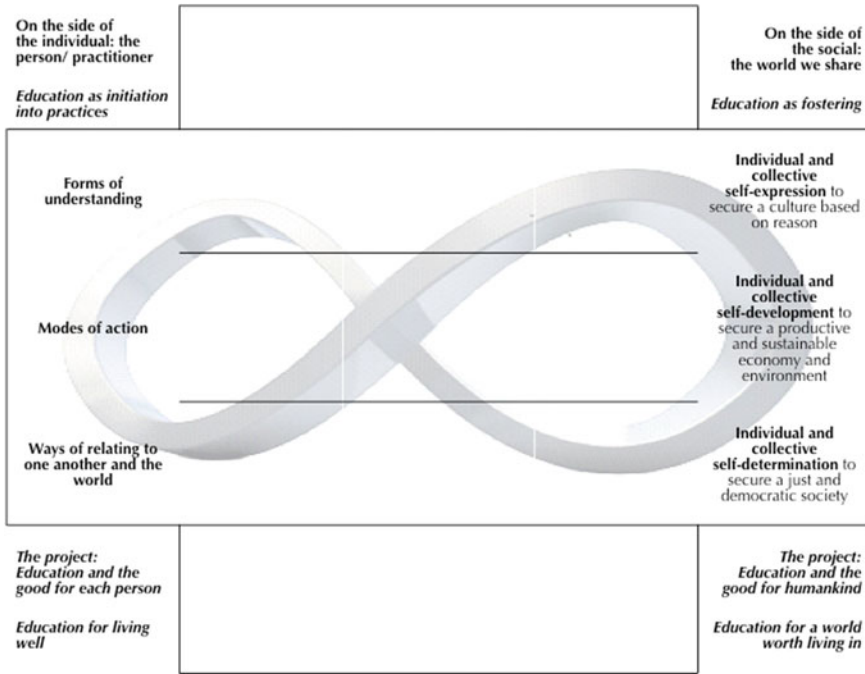 On the side of
the individual: the
person/ practitioner
Education as initiation
into practices
On the side of
the social:
the world we share
Education as fostering
Forms of
understanding
Individual and
collective
self-expression to
secure a culture based
on reason
Modes of action
Individual and
collective
self-development to
secure a productive
and sustainable
economy and
environment
Ways of relating to
one another and the
world
Individual and
collective
self-determination to
secure a just and
democratic society
The project:
Education and the
good for each person
Education for living
well
The project:
Education and the
good for humankind
Education for a world
worth living in